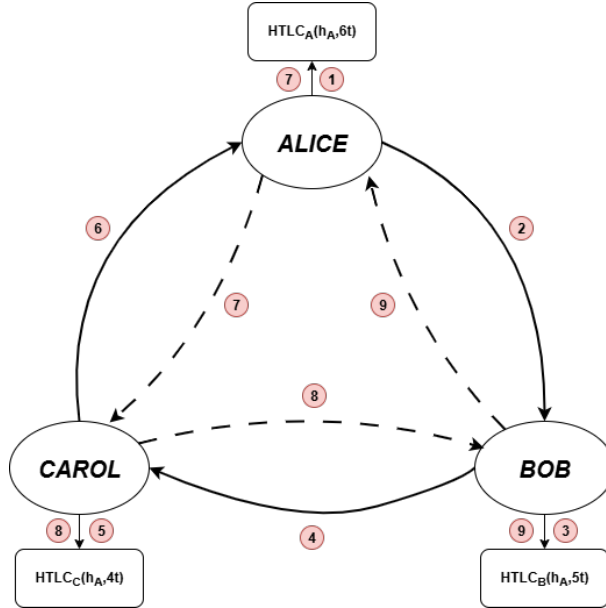 HTLCA(hA,6t)
7 1
ALICE
6 2
7 9
8
CAROL BOB
8 5 4 9 3
HTLCC(hA,4t) HTLCB(hA,5t)